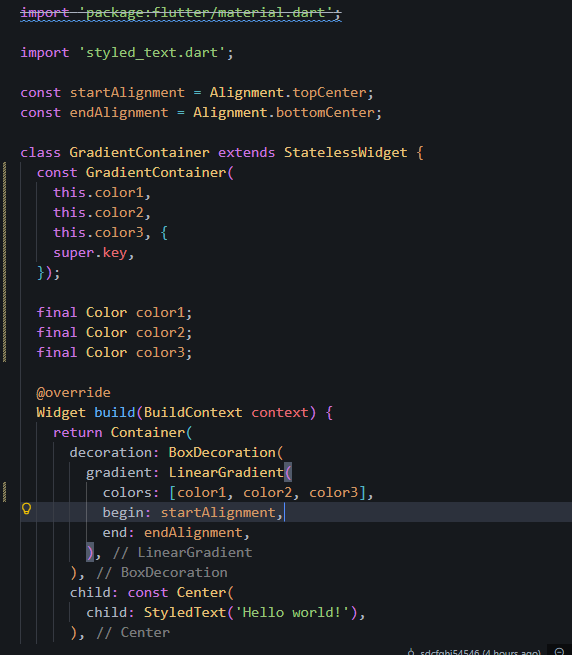 import 'package:flutter/material.dart';
import 'styled_text.dart';
const startAlignment = Alignment.topCenter;
const endAlignment = Alignment.bottomCenter;
class GradientContainer extends StatelessWidget {
  const GradientContainer(
    this.color1,
    this.color2,
    this.color3, {
    super.key,
  });
  final Color color1;
  final Color color2;
  final Color color3;
  @override
  Widget build(BuildContext context) {
    return Container(
      decoration: BoxDecoration(
        gradient: LinearGradient(
          colors: [color1, color2, color3],
          begin: startAlignment,
          end: endAlignment,
        ), // LinearGradient
      ), // BoxDecoration
      child: const Center(
        child: StyledText('Hello world!'),
      ), // Center
(4 hours ago)